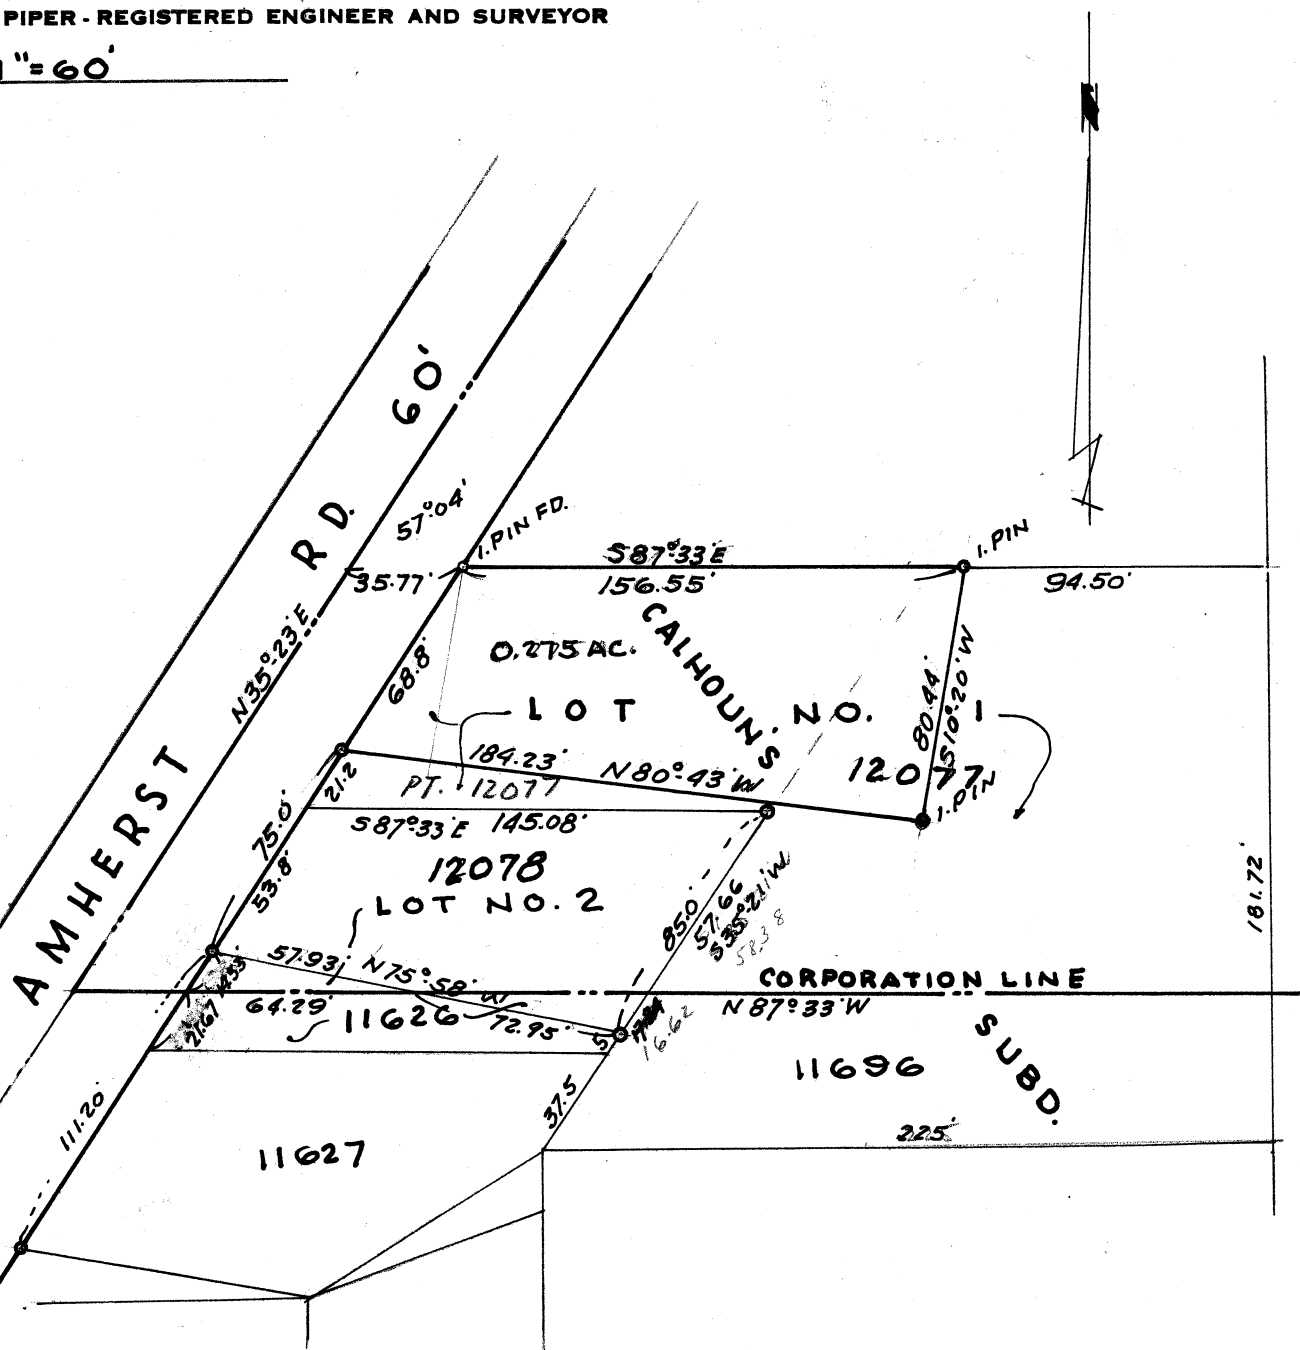 PIPER - REGISTERED ENGINEER AND SURVEYOR
1"= 60'
60'
RD.
AMHERST
N35°-23'E
57°04'
I. PIN FD.
I. PIN
35.77'
S87°33'E
156.55'
94.50'
CALHOUN'S
0.275 AC.
68.8'
LOT NO. 1
80.44'
S10°-20'W
184.23'
N80°-43'W
12077
I. PIN
PT. 12077
21.2
75.0'
53.8'
S87°33'E 145.08'
12078
LOT NO. 2
85.0'
57.66
S35°-21'W
58.38
181.72'
57.93'
N75°-58'W
CORPORATION LINE
N87°33'W
64.29'
11626
72.95'
21.67
5
16.62
SUBD.
11696
37.5
111.20'
225'
11627